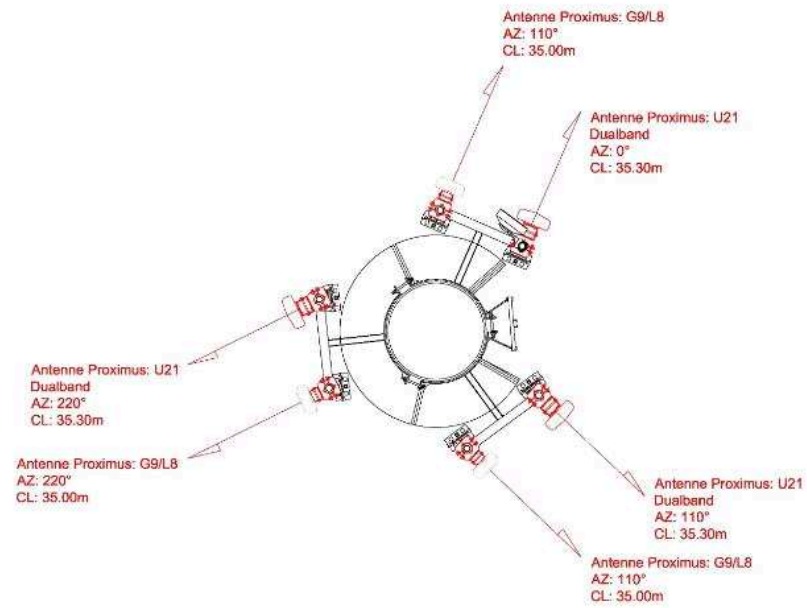 Antenne Proximus: G9/L8
AZ: 110°
CL: 35.00m
Antenne Proximus: U21
Dualband
AZ: 0°
CL: 35.30m
Antenne Proximus: U21
Dualband
AZ: 220°
CL: 35.30m
Antenne Proximus: G9/L8
AZ: 220°
CL: 35.00m
Antenne Proximus: U21
Dualband
AZ: 110°
CL: 35.30m
Antenne Proximus: G9/L8
AZ: 110°
CL: 35.00m